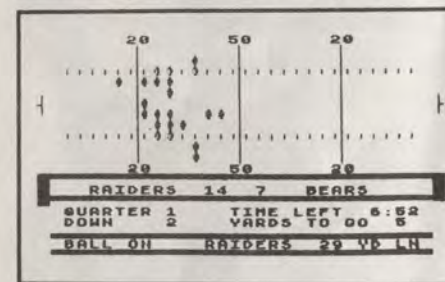 20 50 20
20 50 20
RAIDERS 14 7 BEARS
QUARTER 1 TIME LEFT 6:52
DOWN 2 YARDS TO GO 5
BALL ON RAIDERS 29 YD LN